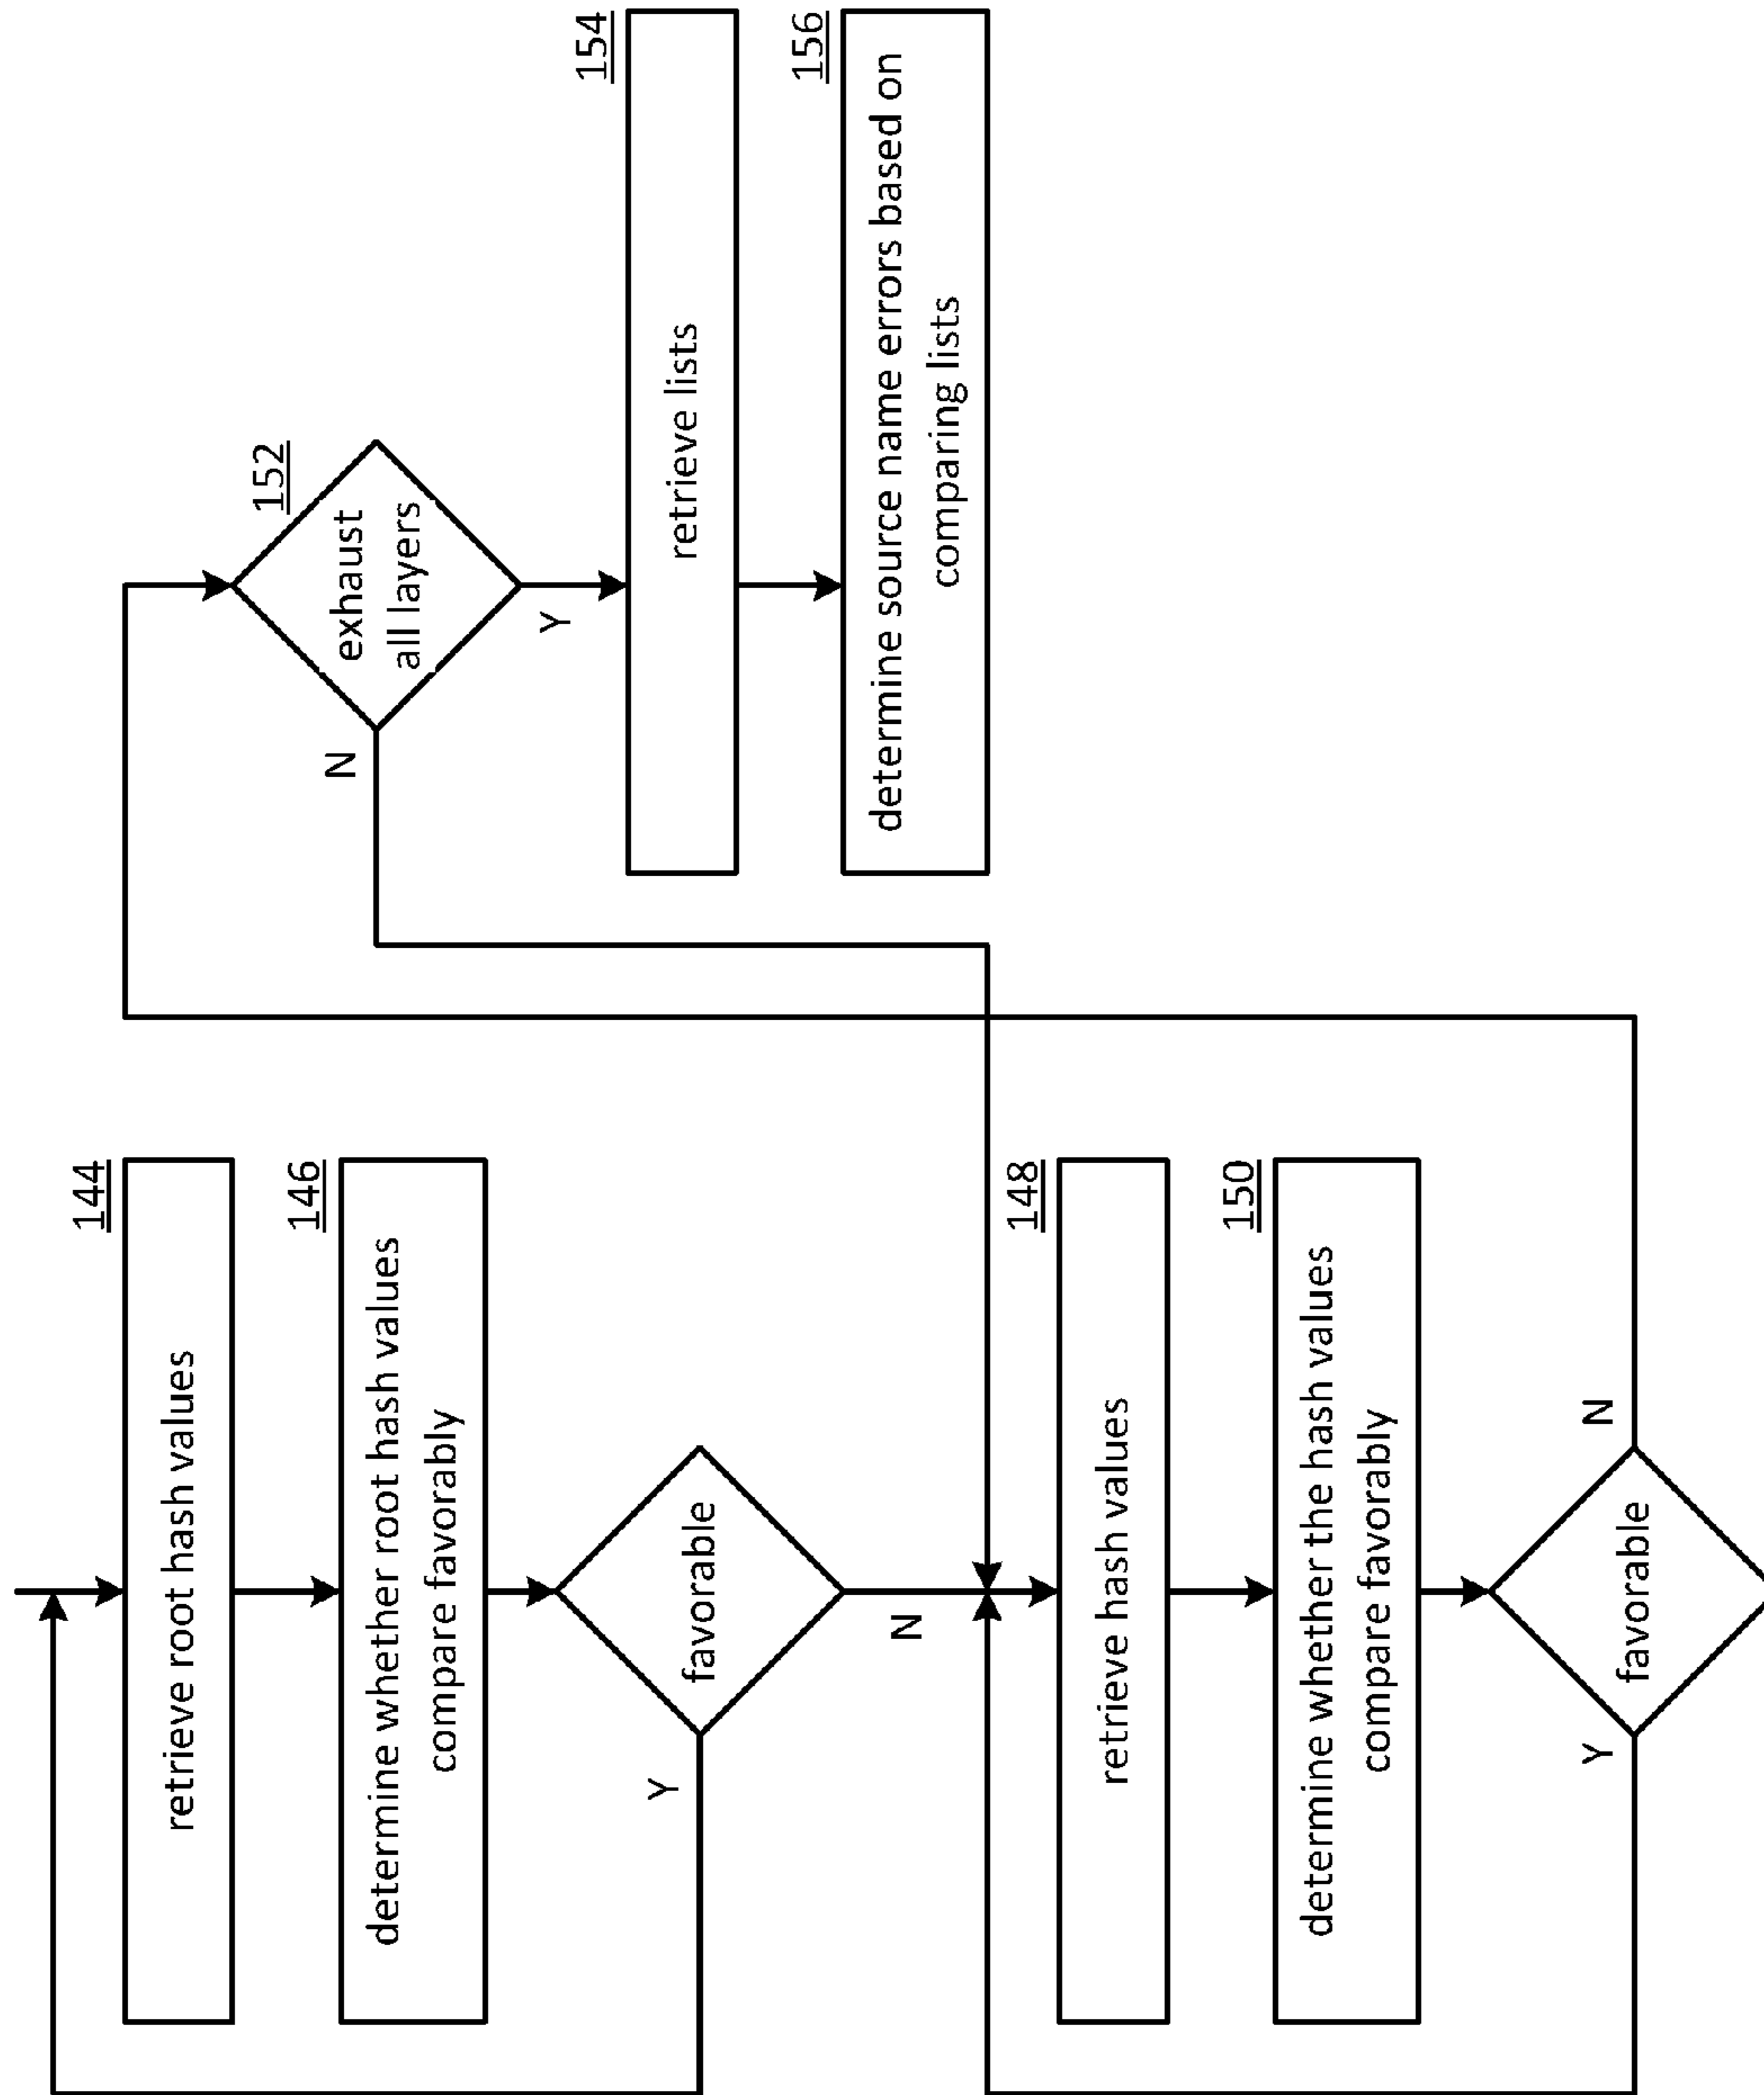 144
retrieve root hash values
146
determine whether root hash values
compare favorably
favorable
Y
N
148
retrieve hash values
150
determine whether the hash values
compare favorably
favorable
Y
N
152
exhaust
all layers
N
Y
154
retrieve lists
156
determine source name errors based on
comparing lists